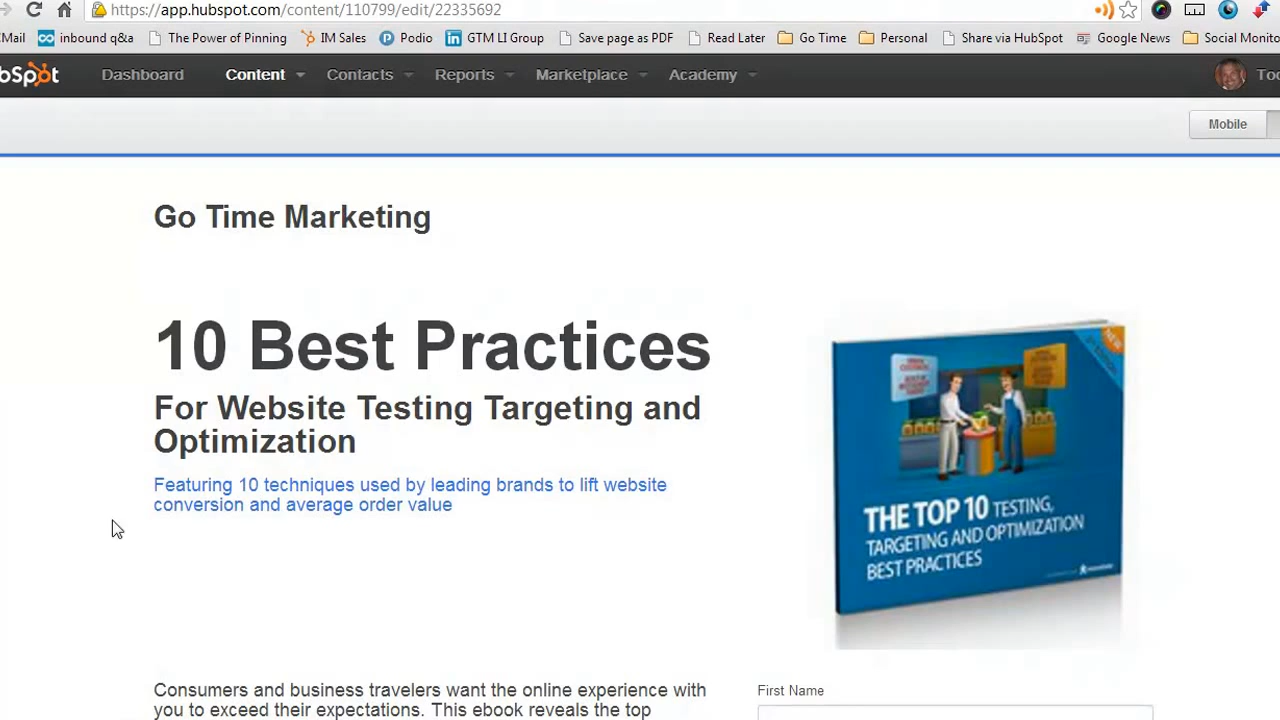 https://app.hubspot.com/content/110799/edit/22335692
Mail inbound q&a The Power of Pinning IM Sales Podio GTM LI Group Save page as PDF Read Later Go Time Personal Share via HubSpot Google News Social Monito
bSpot Dashboard Content Contacts Reports Marketplace Academy Too
Mobile
Go Time Marketing
10 Best Practices
For Website Testing Targeting and
Optimization
Featuring 10 techniques used by leading brands to lift website
conversion and average order value
NEW
THE TOP 10 TESTING,
TARGETING AND OPTIMIZATION
BEST PRACTICES
Consumers and business travelers want the online experience with
you to exceed their expectations. This ebook reveals the top
First Name